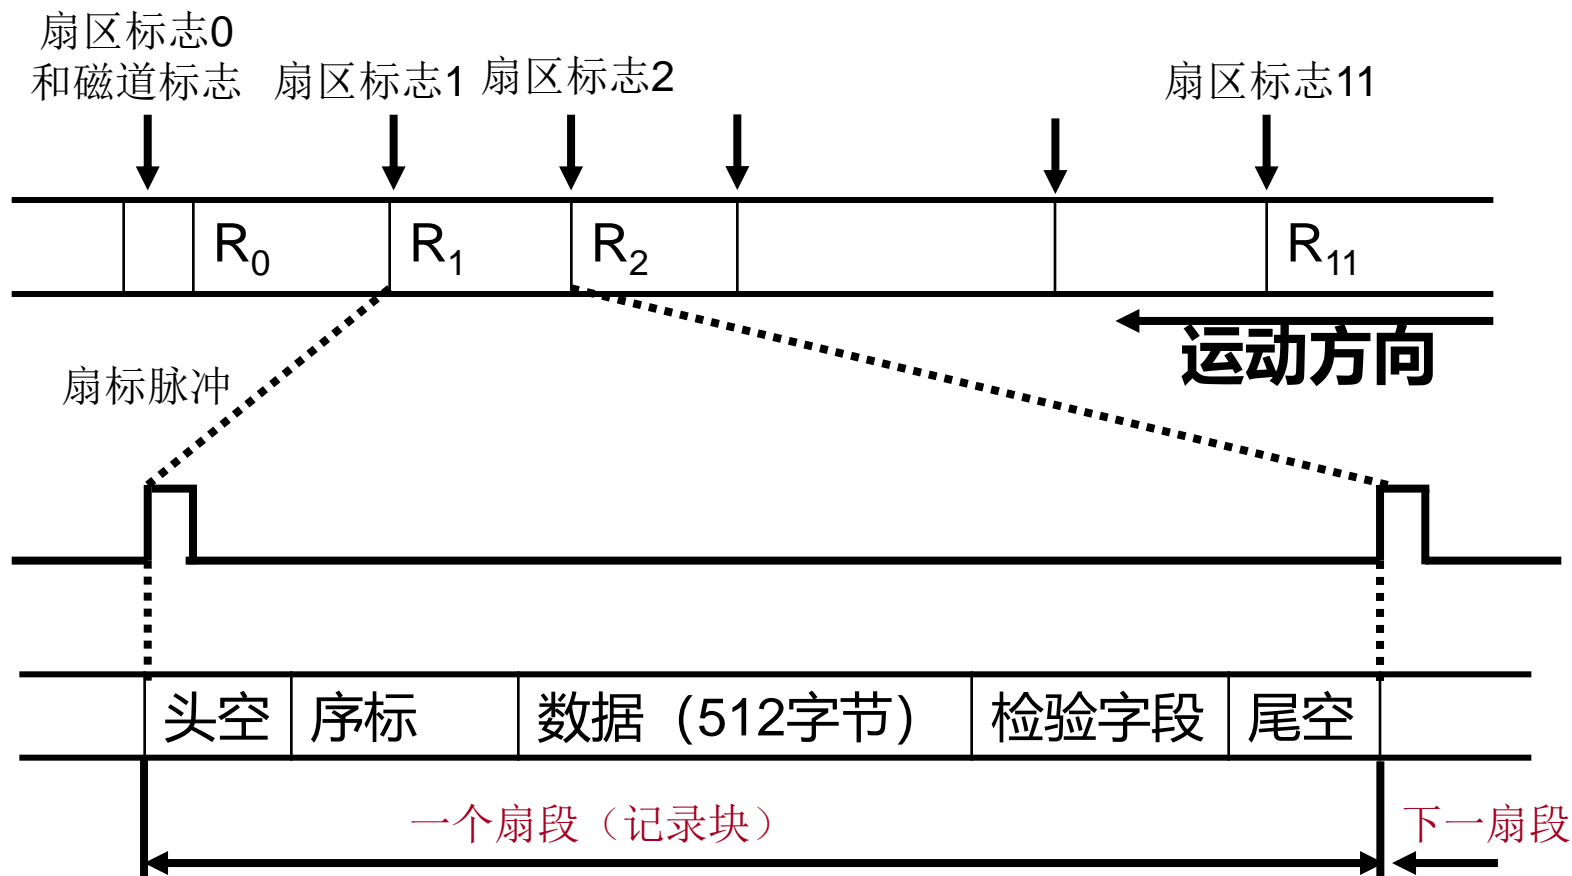 扇区标志0
和磁道标志
扇区标志1
扇区标志2
扇区标志11
R0
R1
R2
R11
运动方向
扇标脉冲
头空
序标
数据（512字节）
检验字段
尾空
一个扇段（记录块）
下一扇段